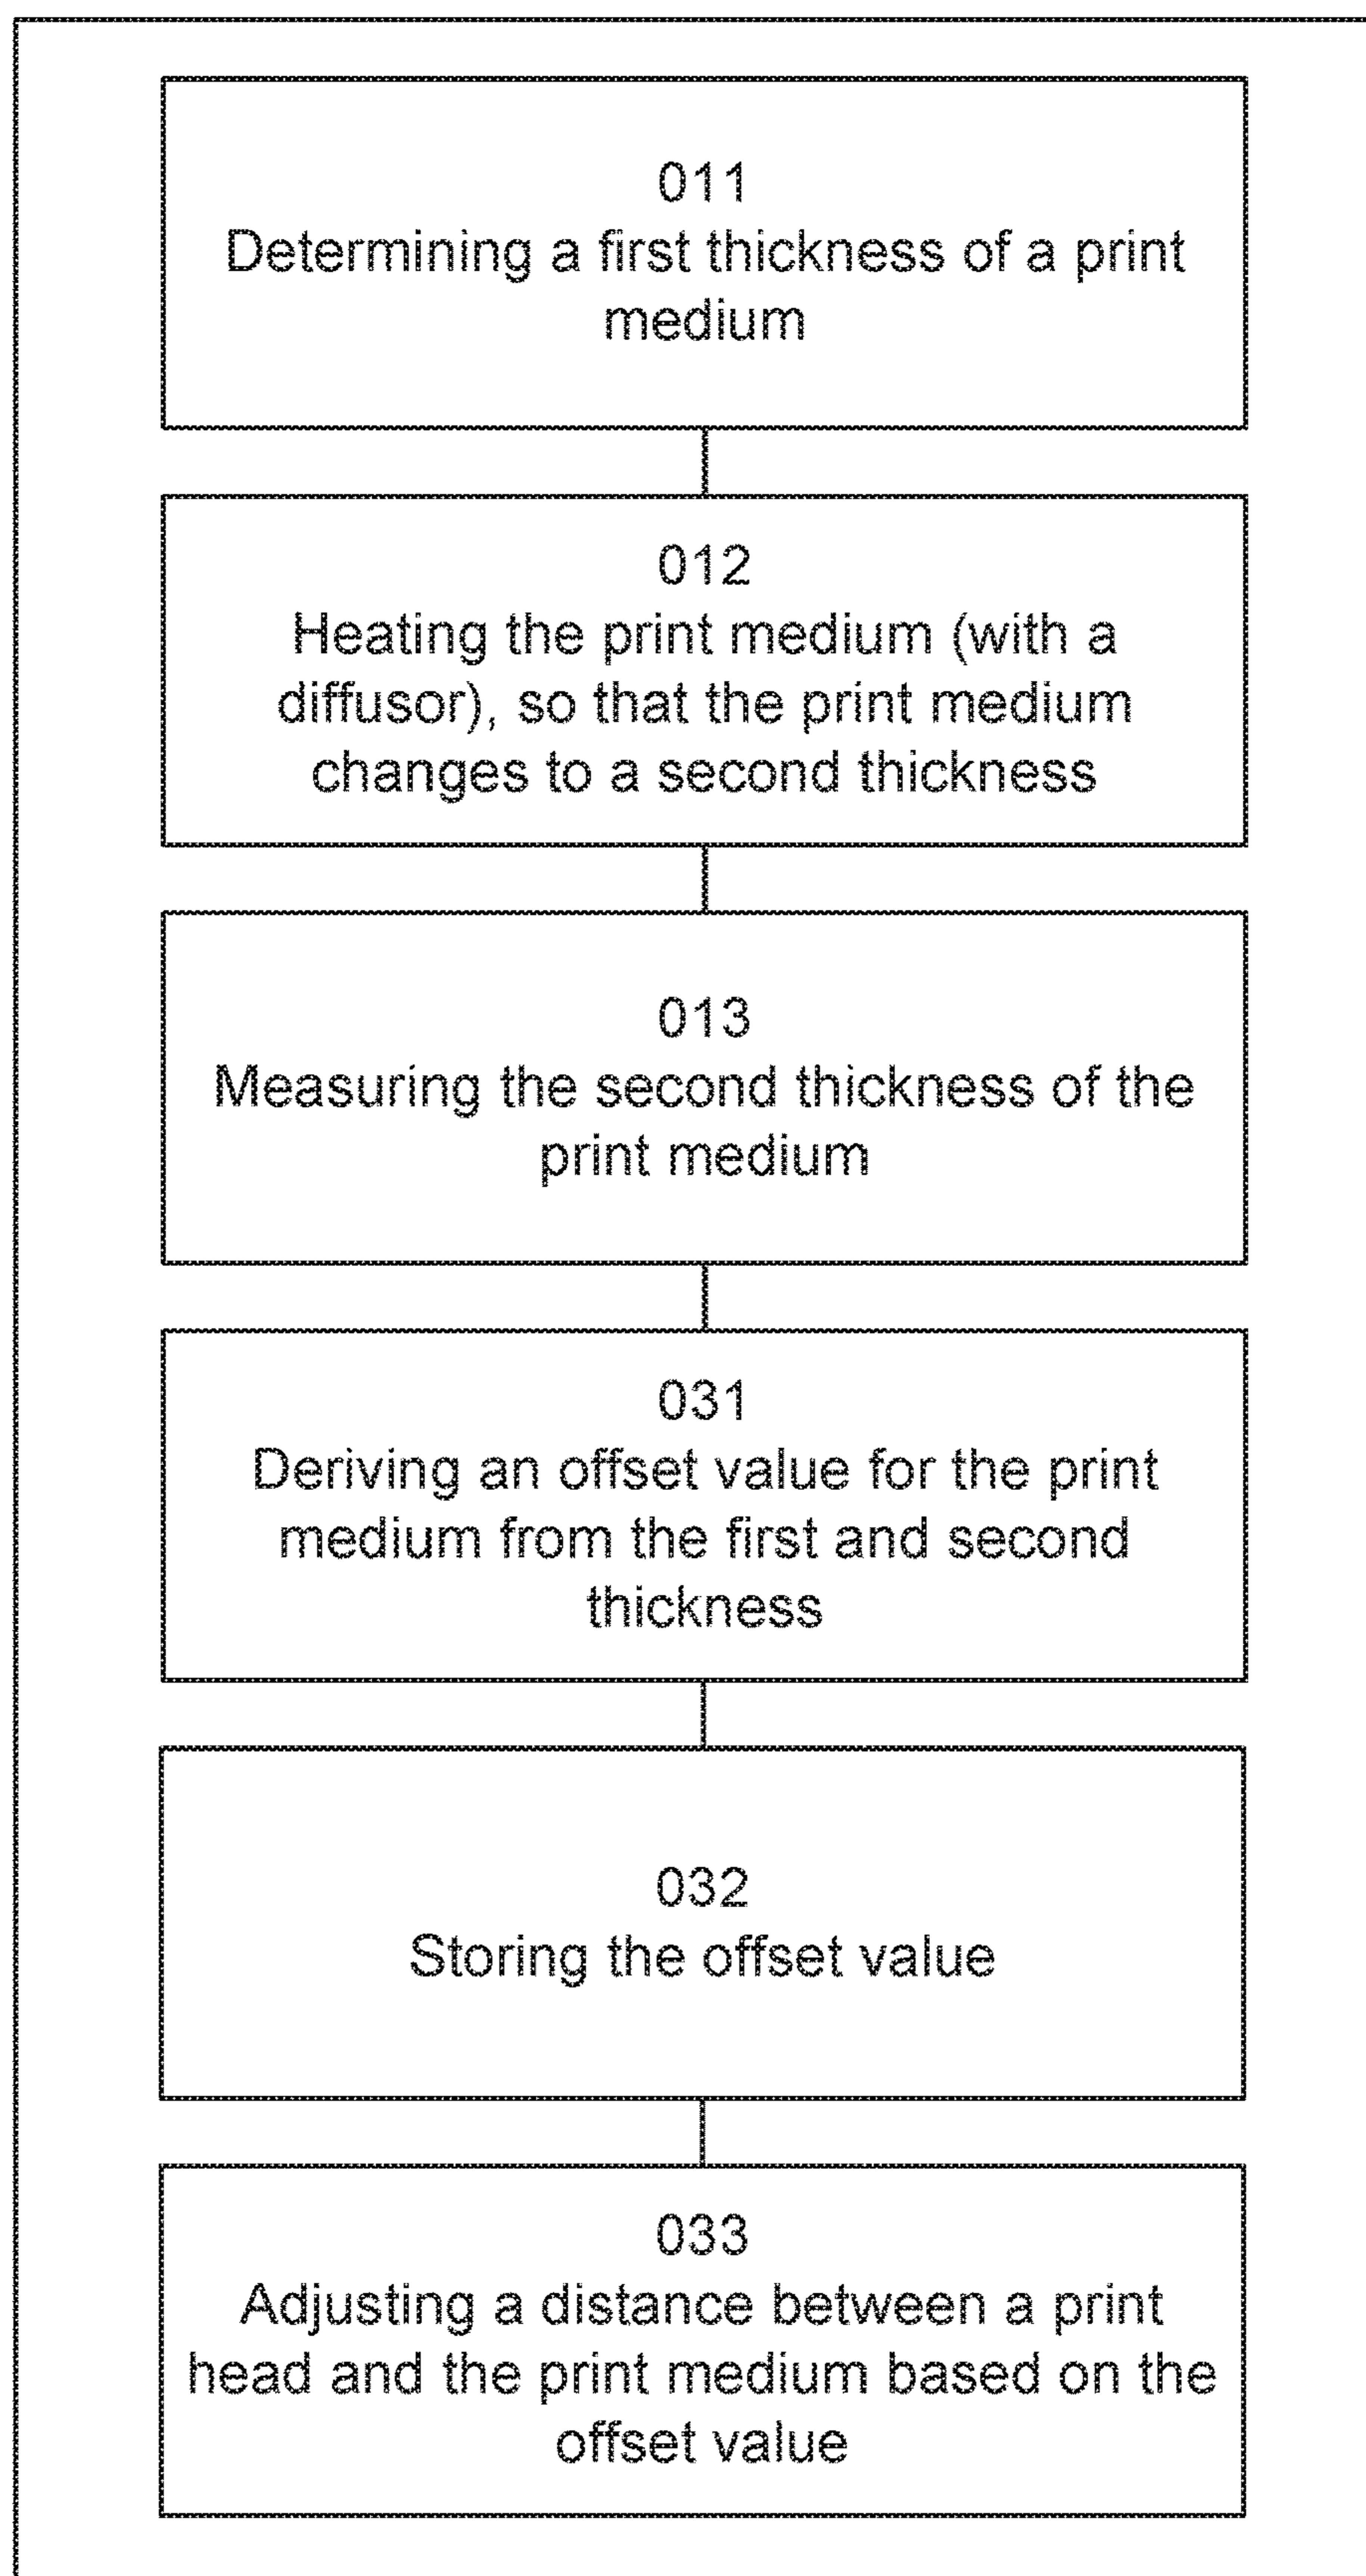 011
Determining a first thickness of a print
medium
012
Heating the print medium (with a
diffusor), so that the print medium
changes to a second thickness
013
Measuring the second thickness of the
print medium
031
Deriving an offset value for the print
medium from the first and second
thickness
032
Storing the offset value
033
Adjusting a distance between a print
head and the print medium based on the
offset value